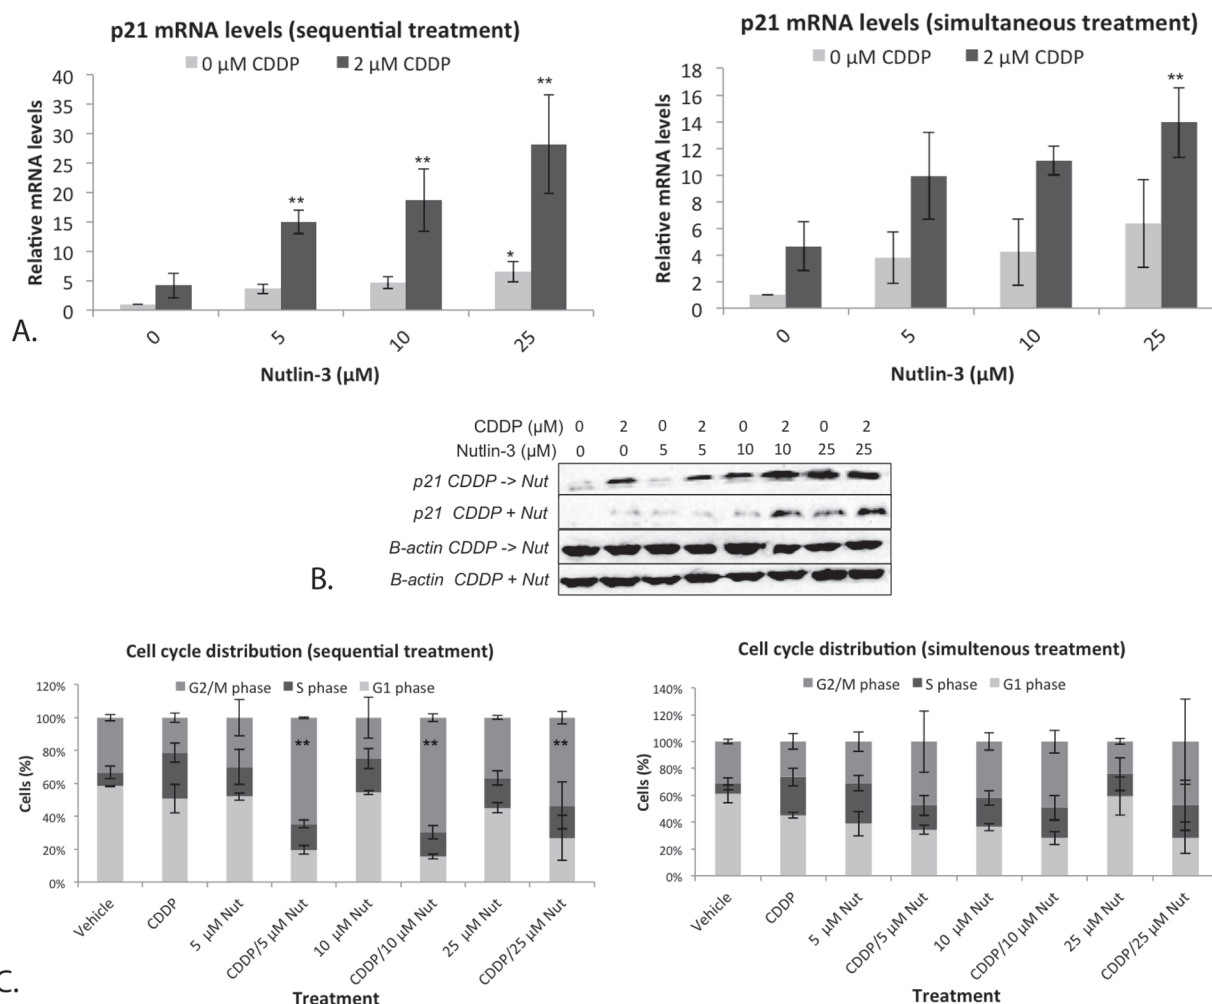 p21 mRNA levels (sequential treatment)
0 µM CDDP 2 µM CDDP
Relative mRNA levels
40
35
30
25
20
15
10
5
0
** ** ** *
0 5 10 25
Nutlin-3 (µM)
A.
p21 mRNA levels (simultaneous treatment)
0 µM CDDP 2 µM CDDP
Relative mRNA levels
18
16
14
12
10
8
6
4
2
0
**
0 5 10 25
Nutlin-3 (µM)
CDDP (µM) 0 2 0 2 0 2 0 2
Nutlin-3 (µM) 0 0 5 5 10 10 25 25
p21 CDDP -> Nut
p21 CDDP + Nut
B-actin CDDP -> Nut
B-actin CDDP + Nut
B.
Cell cycle distribution (sequential treatment)
G2/M phase S phase G1 phase
Cells (%)
120%
100%
80%
60%
40%
20%
0%
** ** **
Vehicle
CDDP
5 µM Nut
CDDP/5 µM Nut
10 µM Nut
CDDP/10 µM Nut
25 µM Nut
CDDP/25 µM Nut
Treatment
C.
Cell cycle distribution (simultenous treatment)
G2/M phase S phase G1 phase
Cells (%)
140%
120%
100%
80%
60%
40%
20%
0%
Vehicle
CDDP
5 µM Nut
CDDP/5 µM Nut
10 µM Nut
CDDP/10 µM Nut
25 µM Nut
CDDP/25 µM Nut
Treatment